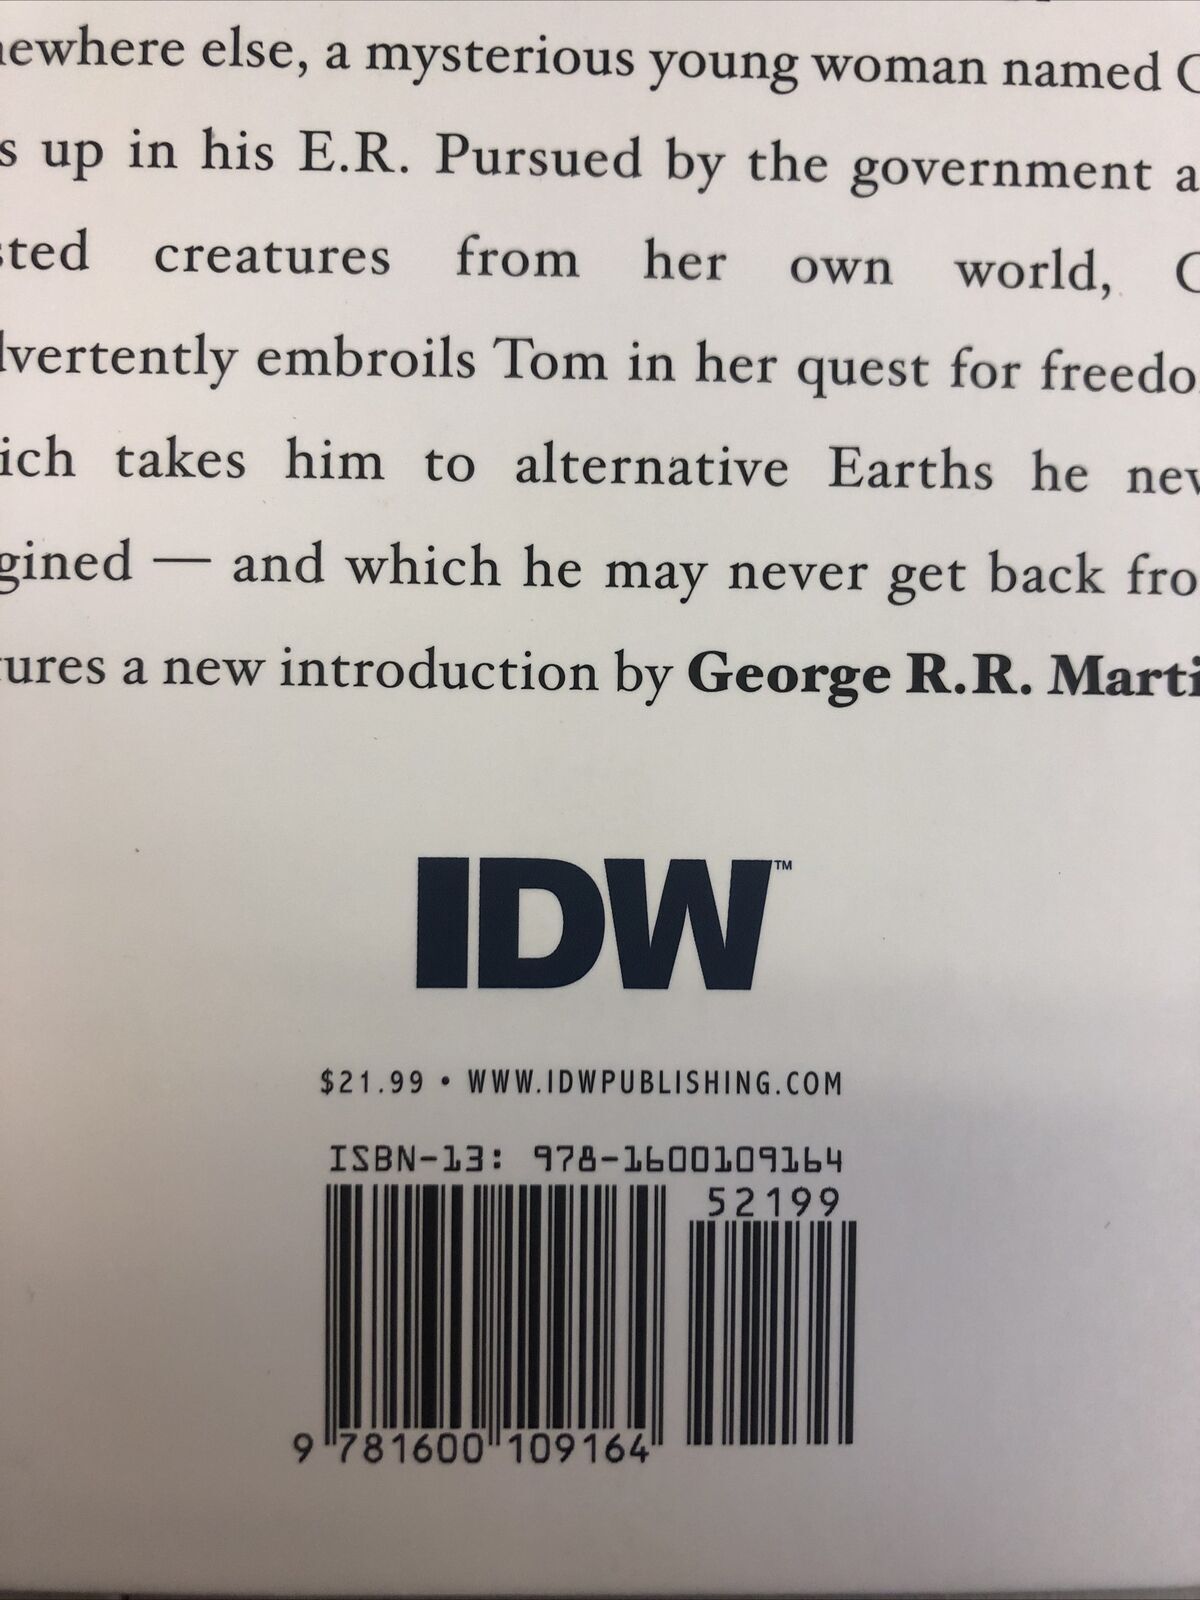 ewhere else, a mysterious young woman named C
s up in his E.R. Pursued by the government a
sted creatures from her own world, C
dvertently embroils Tom in her quest for freedo
ich takes him to alternative Earths he nev
gined — and which he may never get back fro
tures a new introduction by George R.R. Marti
IDW™
$21.99 • WWW.IDWPUBLISHING.COM
ISBN-13: 978-1600109164
52199
9 781600 109164